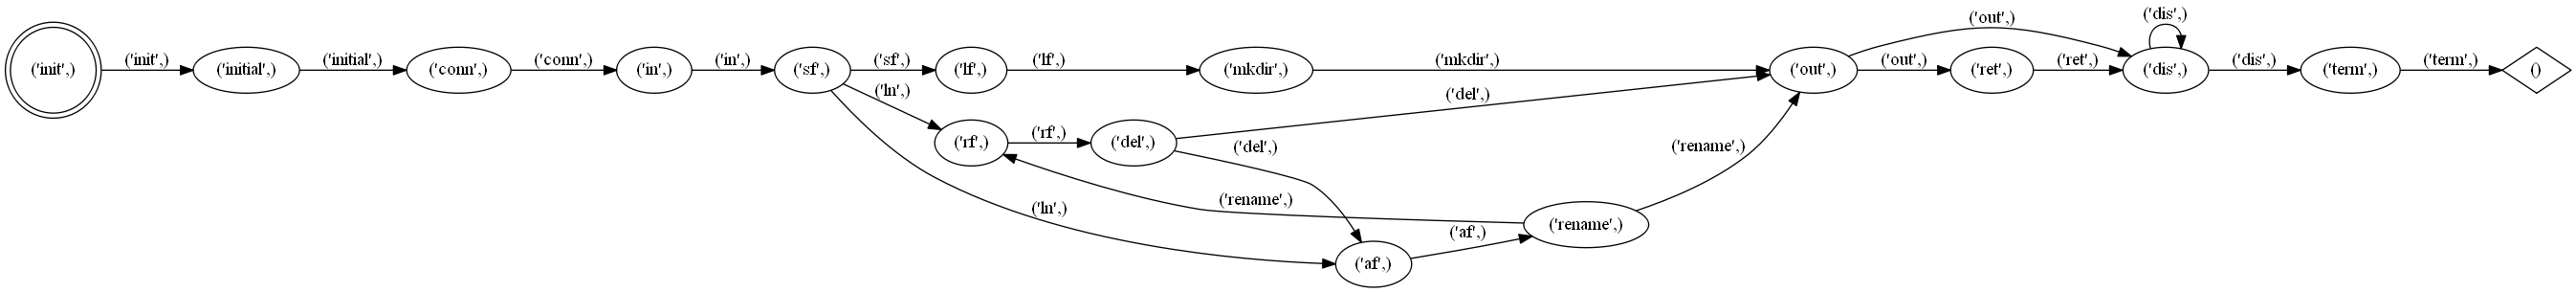 ('out',)
('dis',)
('init',)
('init',)
('initial',)
('initial',)
('conn',)
('conn',)
('in',)
('in',)
('sf',)
('sf',)
('lf',)
('lf',)
('mkdir',)
('mkdir',)
('out',)
('out',)
('ret',)
('ret',)
('dis',)
('dis',)
('term',)
('term',)
()
('ln',)
('del',)
('rf',)
('rf',)
('del',)
('del',)
('rename',)
('ln',)
('rename',)
('rename',)
('af',)
('af',)